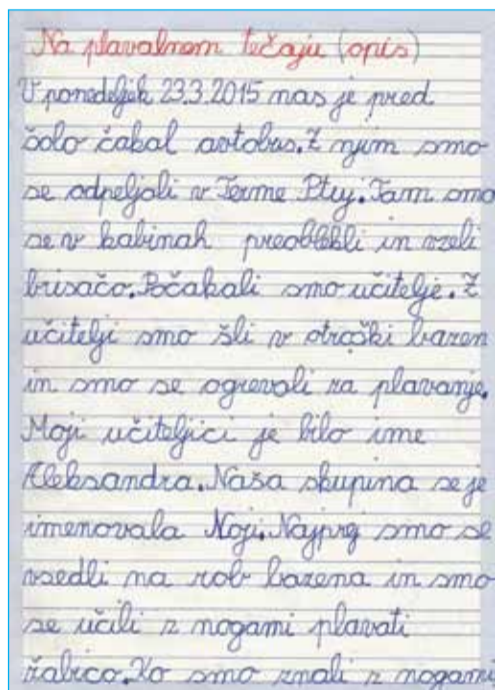 Na plavalnem tečaju (opis)
V ponedeljek 23.3.2015 nas je pred
šolo čakal avtobus. Z njim smo
se odpeljali v Terme Ptuj. Tam smo
se v kabinah preoblekli in vzeli
brisačo. Počakali smo učitelje. Z
učitelji smo šli v otroški bazen
in smo se ogrevali za plavanje.
Moji učiteljici je bilo ime
Aleksandra. Naša skupina se je
imenovala Noji. Najprej smo se
vsedli na rob bazena in smo
se učili z nogami plavati
žabico. Ko smo znali z nogami